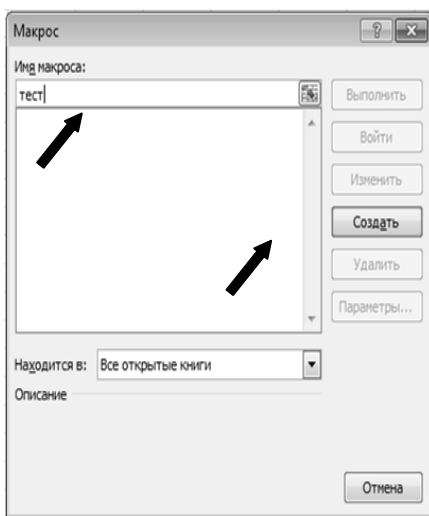 Макрос
Имя макроса:
тест
Выполнить
Войти
Изменить
Создать
Удалить
Параметры...
Находится в: Все открытые книги
Описание
Отмена